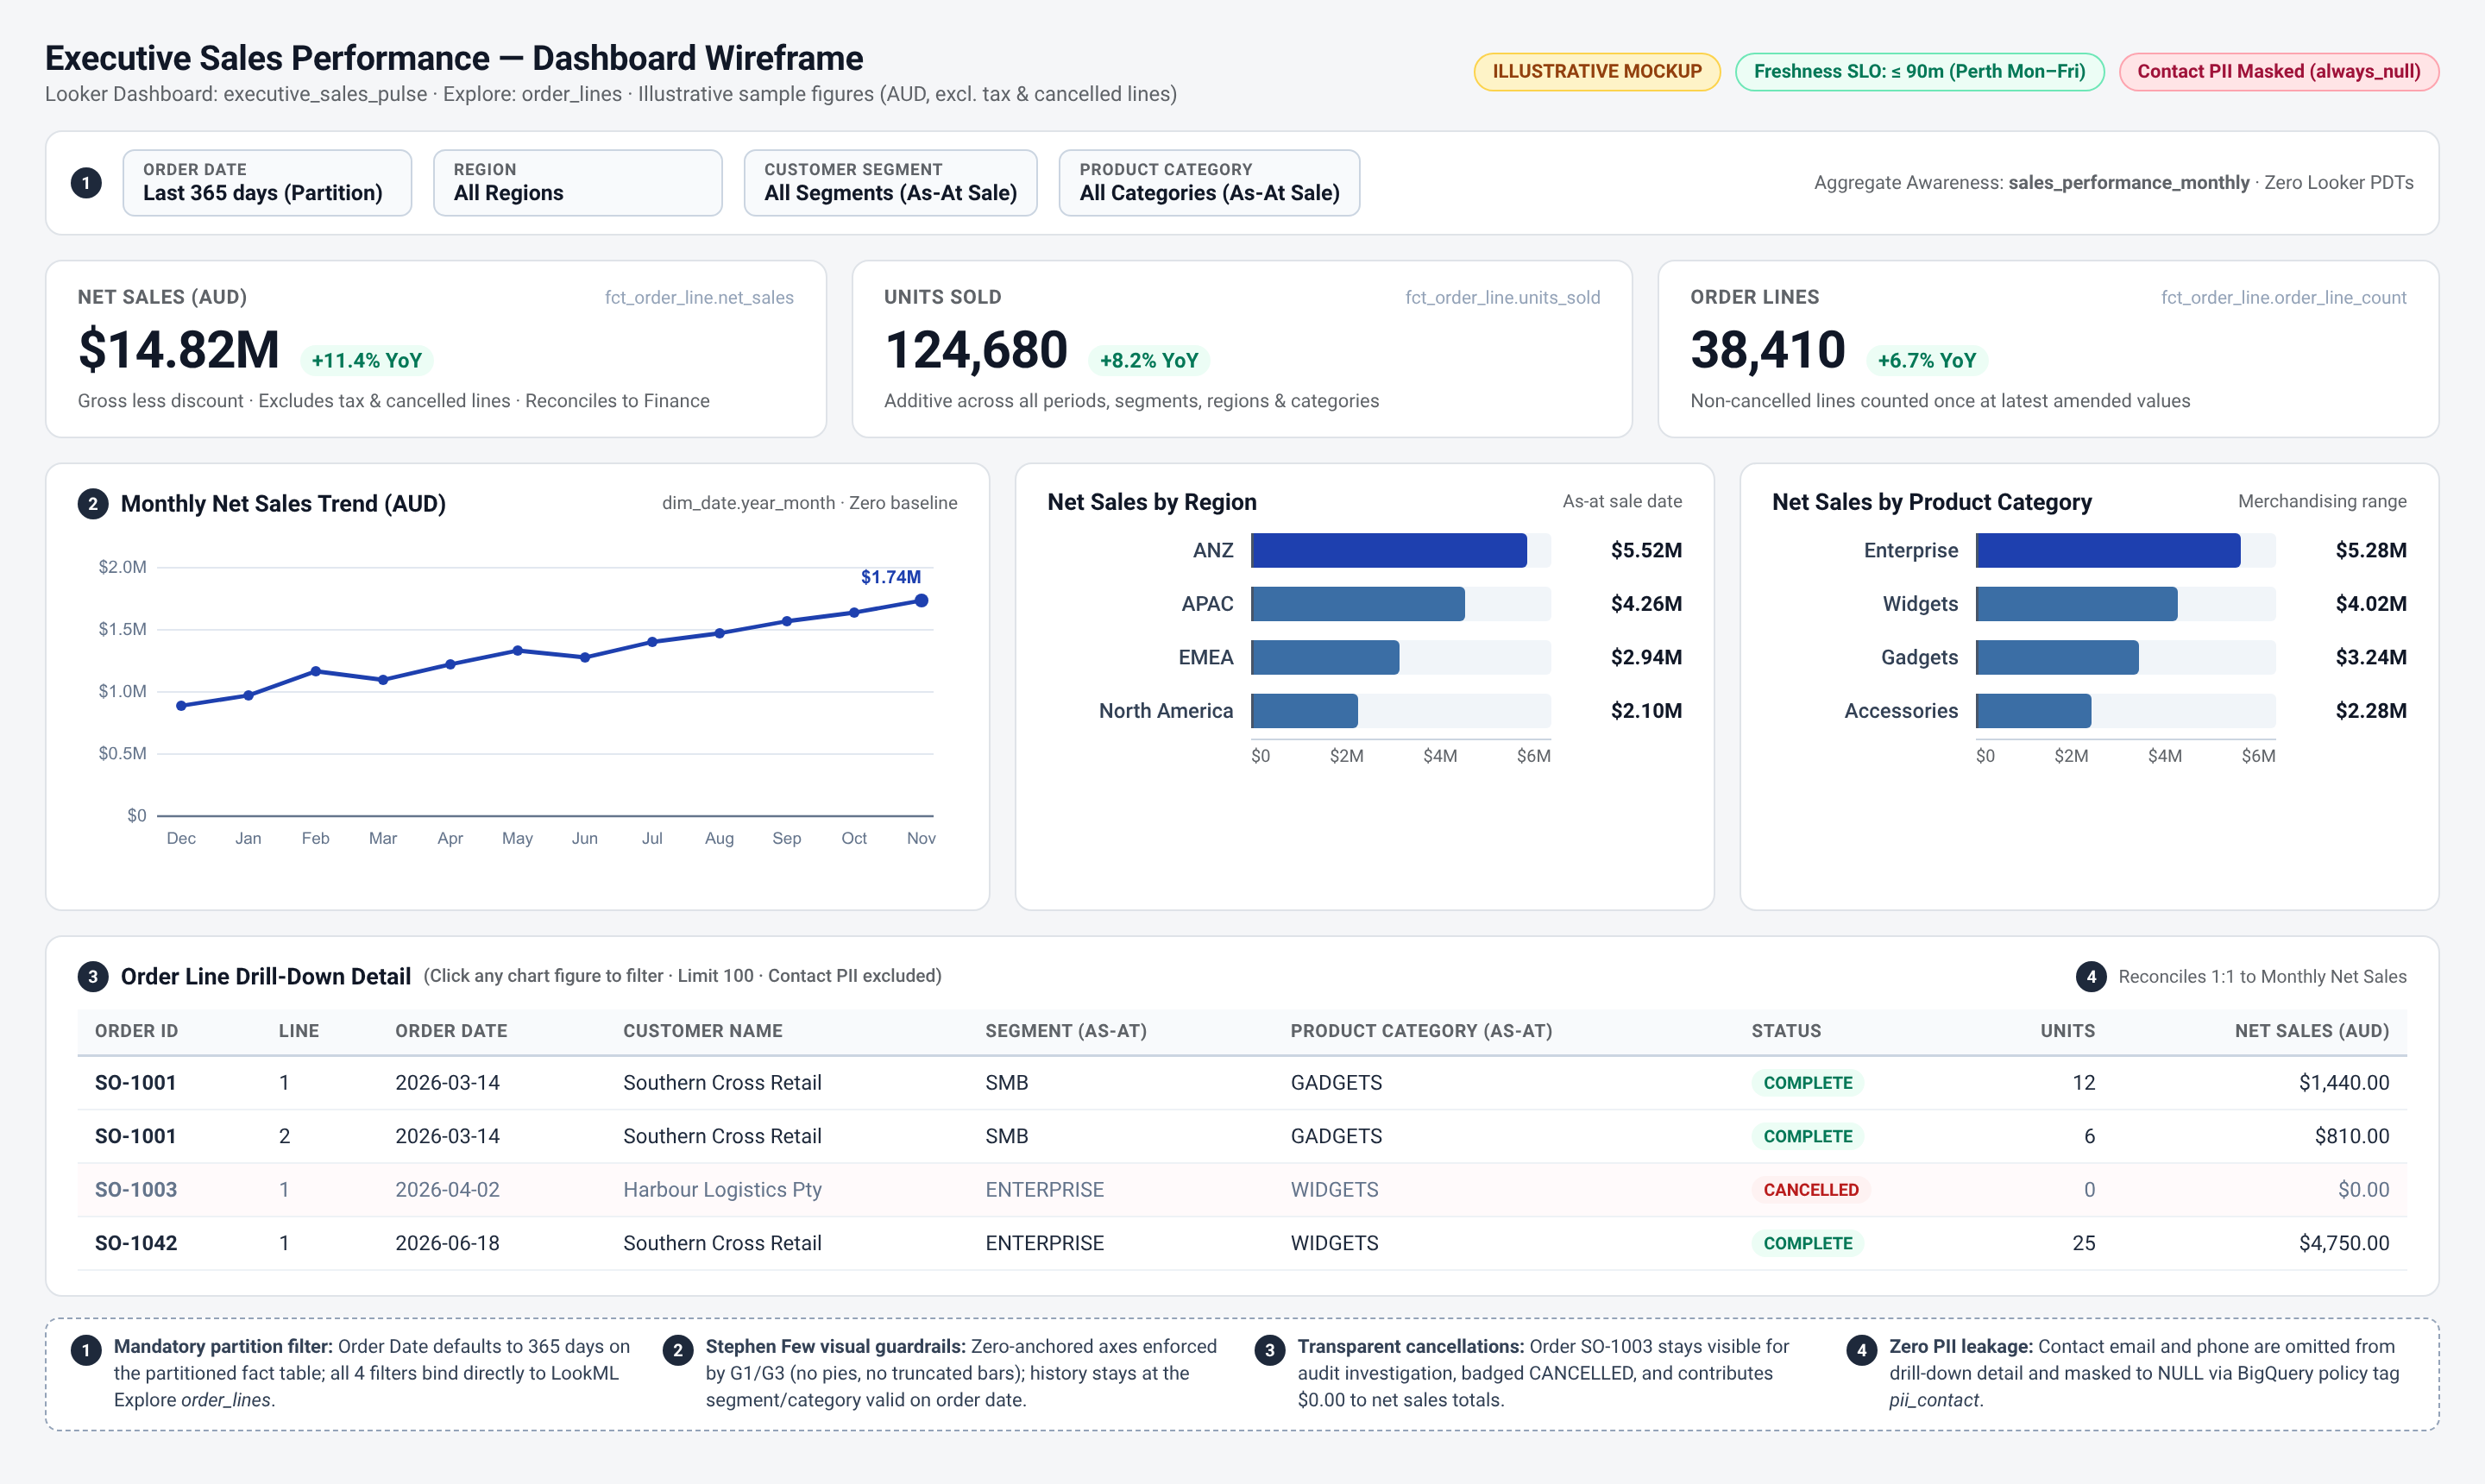 Executive Sales Performance — Dashboard Wireframe
Looker Dashboard: executive_sales_pulse · Explore: order_lines · Illustrative sample figures (AUD, excl. tax & cancelled lines)
ILLUSTRATIVE MOCKUP
Freshness SLO: ≤ 90m (Perth Mon–Fri)
Contact PII Masked (always_null)
1
ORDER DATE
Last 365 days (Partition)
REGION
All Regions
CUSTOMER SEGMENT
All Segments (As-At Sale)
PRODUCT CATEGORY
All Categories (As-At Sale)
Aggregate Awareness: sales_performance_monthly · Zero Looker PDTs
NET SALES (AUD)
fct_order_line.net_sales
$14.82M
+11.4% YoY
Gross less discount · Excludes tax & cancelled lines · Reconciles to Finance
UNITS SOLD
fct_order_line.units_sold
124,680
+8.2% YoY
Additive across all periods, segments, regions & categories
ORDER LINES
fct_order_line.order_line_count
38,410
+6.7% YoY
Non-cancelled lines counted once at latest amended values
2
Monthly Net Sales Trend (AUD)
dim_date.year_month · Zero baseline
$2.0M
$1.5M
$1.0M
$0.5M
$0
$1.74M
Dec Jan Feb Mar Apr May Jun Jul Aug Sep Oct Nov
Net Sales by Region
As-at sale date
ANZ $5.52M
APAC $4.26M
EMEA $2.94M
North America $2.10M
$0 $2M $4M $6M
Net Sales by Product Category
Merchandising range
Enterprise $5.28M
Widgets $4.02M
Gadgets $3.24M
Accessories $2.28M
$0 $2M $4M $6M
3
Order Line Drill-Down Detail (Click any chart figure to filter · Limit 100 · Contact PII excluded)
4
Reconciles 1:1 to Monthly Net Sales
ORDER ID LINE ORDER DATE CUSTOMER NAME SEGMENT (AS-AT) PRODUCT CATEGORY (AS-AT) STATUS UNITS NET SALES (AUD)
SO-1001 1 2026-03-14 Southern Cross Retail SMB GADGETS COMPLETE 12 $1,440.00
SO-1001 2 2026-03-14 Southern Cross Retail SMB GADGETS COMPLETE 6 $810.00
SO-1003 1 2026-04-02 Harbour Logistics Pty ENTERPRISE WIDGETS CANCELLED 0 $0.00
SO-1042 1 2026-06-18 Southern Cross Retail ENTERPRISE WIDGETS COMPLETE 25 $4,750.00
1
Mandatory partition filter: Order Date defaults to 365 days on
the partitioned fact table; all 4 filters bind directly to LookML
Explore order_lines.
2
Stephen Few visual guardrails: Zero-anchored axes enforced
by G1/G3 (no pies, no truncated bars); history stays at the
segment/category valid on order date.
3
Transparent cancellations: Order SO-1003 stays visible for
audit investigation, badged CANCELLED, and contributes
$0.00 to net sales totals.
4
Zero PII leakage: Contact email and phone are omitted from
drill-down detail and masked to NULL via BigQuery policy tag
pii_contact.